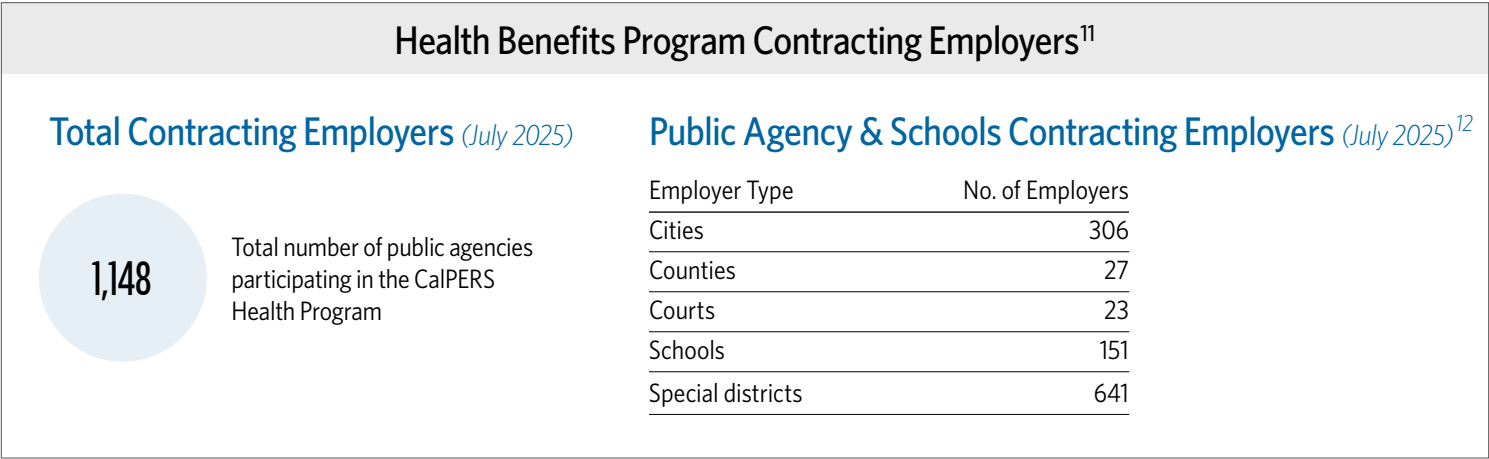 Health Benefits Program Contracting Employers11
Total Contracting Employers (July 2025)
1,148
Total number of public agencies
participating in the CalPERS
Health Program
Public Agency & Schools Contracting Employers (July 2025)12
Employer Type No. of Employers
Cities 306
Counties 27
Courts 23
Schools 151
Special districts 641